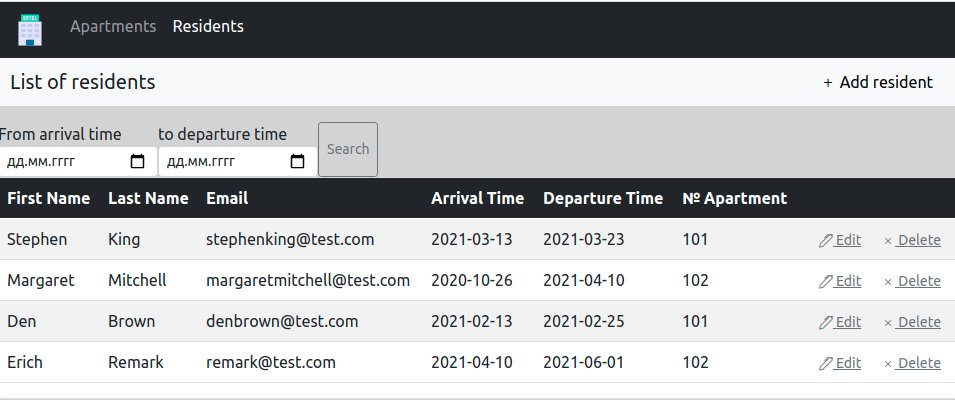 HOTEL
Apartments Residents
List of residents + Add resident
From arrival time to departure time
дд.мм.гггг дд.мм.гггг Search
First Name Last Name Email Arrival Time Departure Time № Apartment
Stephen King stephenking@test.com 2021-03-13 2021-03-23 101 Edit × Delete
Margaret Mitchell margaretmitchell@test.com 2020-10-26 2021-04-10 102 Edit × Delete
Den Brown denbrown@test.com 2021-02-13 2021-02-25 101 Edit × Delete
Erich Remark remark@test.com 2021-04-10 2021-06-01 102 Edit × Delete